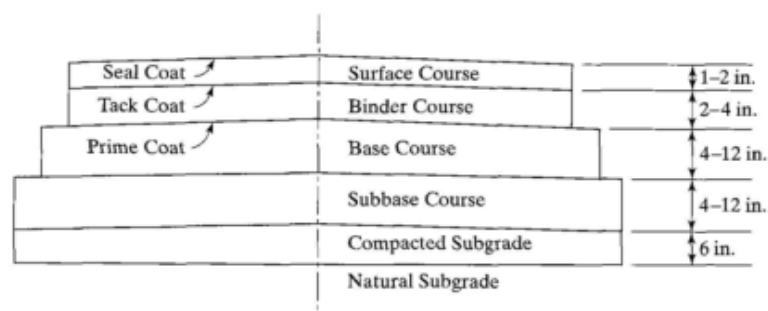 Seal Coat Surface Course 1–2 in.
Tack Coat Binder Course 2–4 in.
Prime Coat Base Course 4–12 in.
Subbase Course 4–12 in.
Compacted Subgrade 6 in.
Natural Subgrade